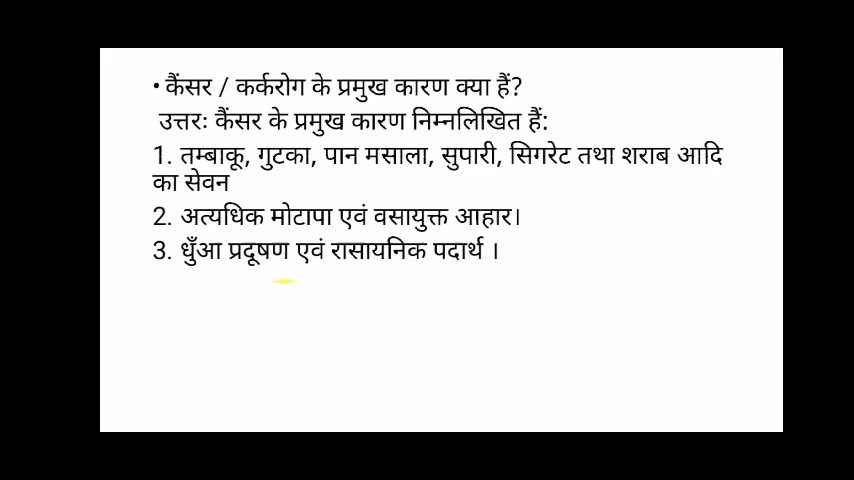 • कैंसर / कर्करोग के प्रमुख कारण क्या हैं?
उत्तरः कैंसर के प्रमुख कारण निम्नलिखित हैं:
1. तम्बाकू, गुटका, पान मसाला, सुपारी, सिगरेट तथा शराब आदि
का सेवन
2. अत्यधिक मोटापा एवं वसायुक्त आहार।
3. धुँआ प्रदूषण एवं रासायनिक पदार्थ ।